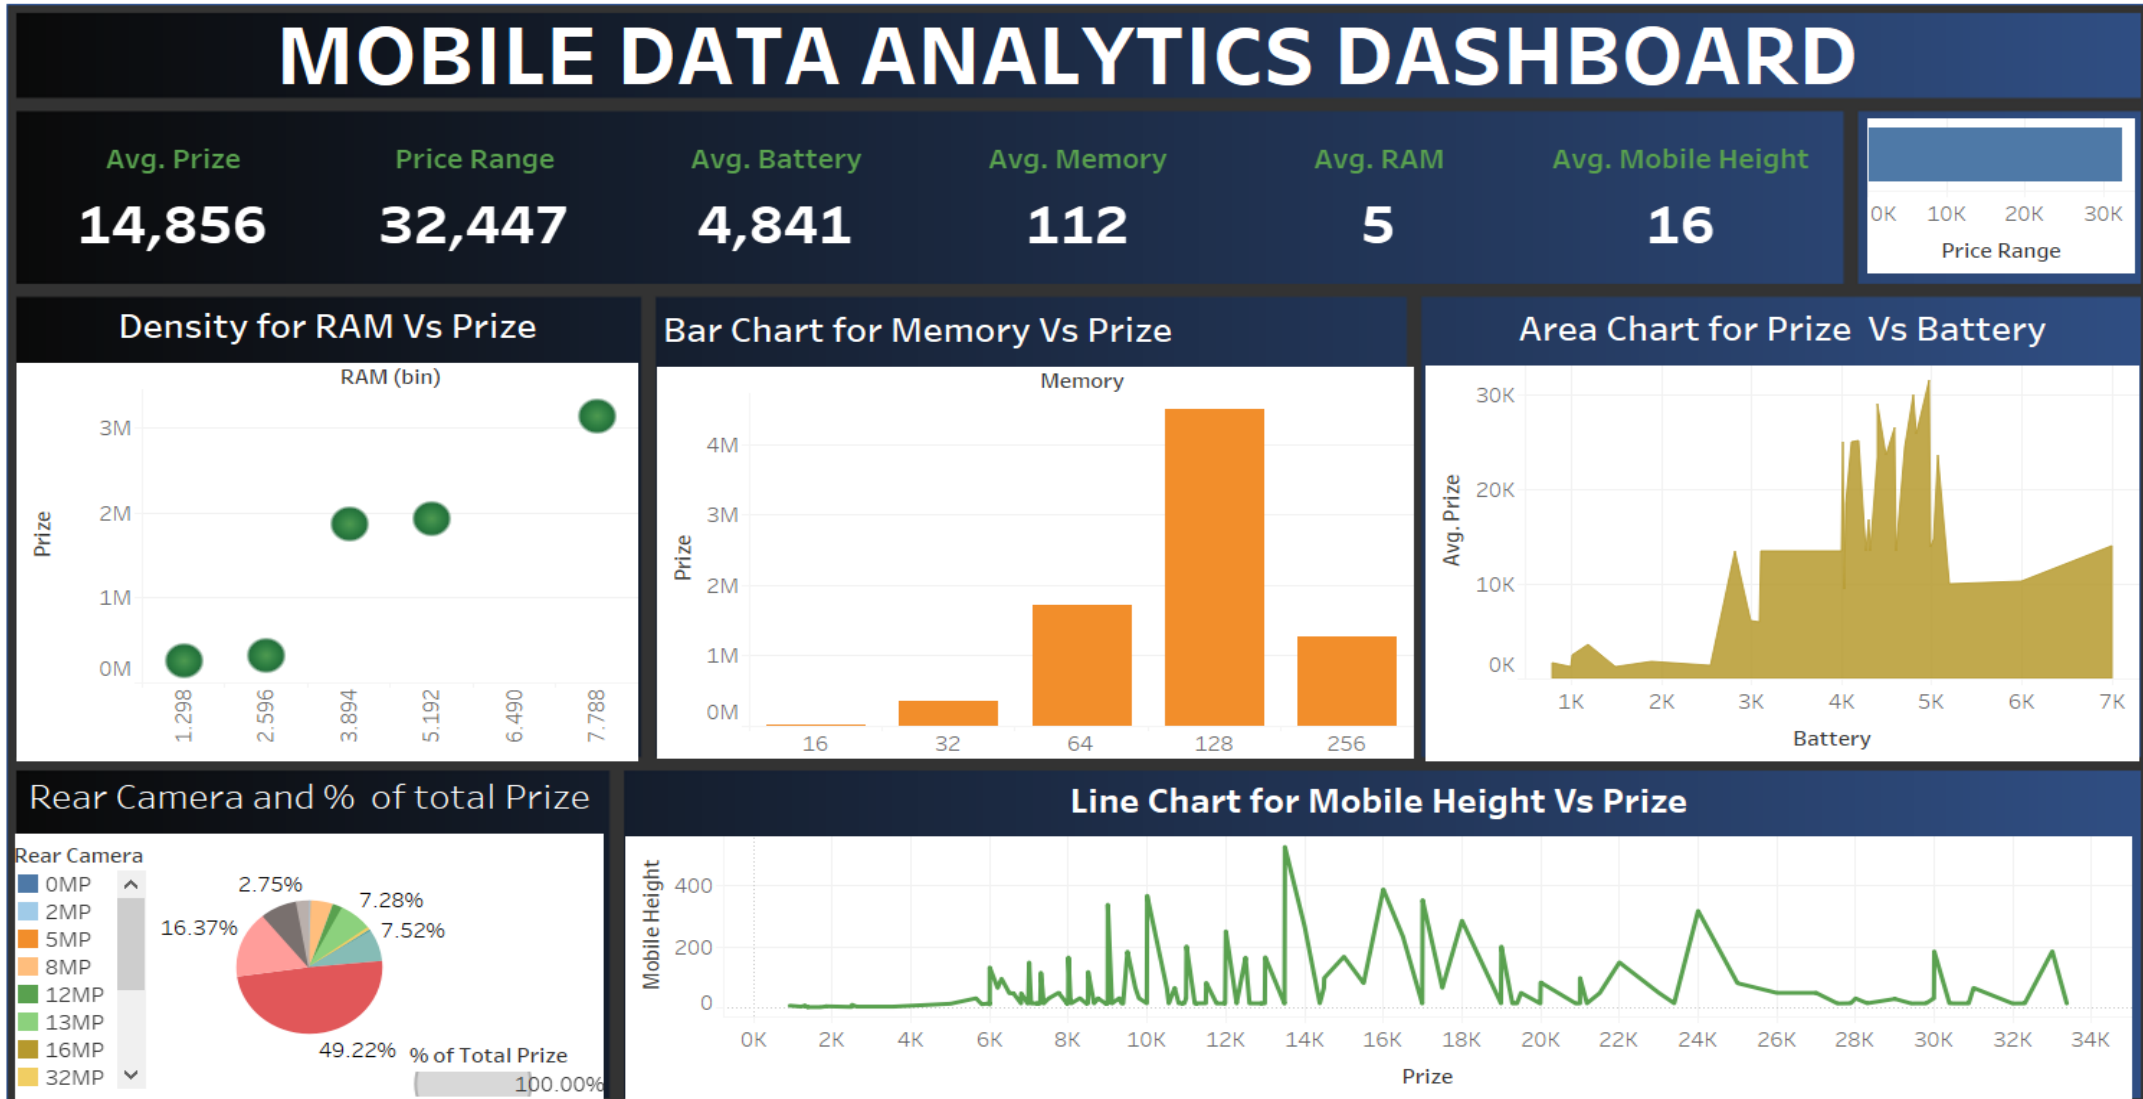 MOBILE DATA ANALYTICS DASHBOARD
Avg. Prize
Price Range
Avg. Battery
Avg. Memory
Avg. RAM
Avg. Mobile Height
14,856
32,447
4,841
112
5
16
0K 10K 20K 30K
Price Range
Density for RAM Vs Prize
RAM (bin)
3M
2M
1M
0M
Prize
1.298
2.596
3.894
5.192
6.490
7.788
Bar Chart for Memory Vs Prize
Memory
4M
3M
2M
1M
0M
Prize
16 32 64 128 256
Area Chart for Prize Vs Battery
30K
20K
10K
0K
Avg. Prize
1K 2K 3K 4K 5K 6K 7K
Battery
Rear Camera and % of total Prize
Rear Camera
0MP
2MP
5MP
8MP
12MP
13MP
16MP
32MP
2.75%
7.28%
16.37%
7.52%
49.22%
% of Total Prize
100.00%
Line Chart for Mobile Height Vs Prize
Mobile Height
400
200
0
0K 2K 4K 6K 8K 10K 12K 14K 16K 18K 20K 22K 24K 26K 28K 30K 32K 34K
Prize